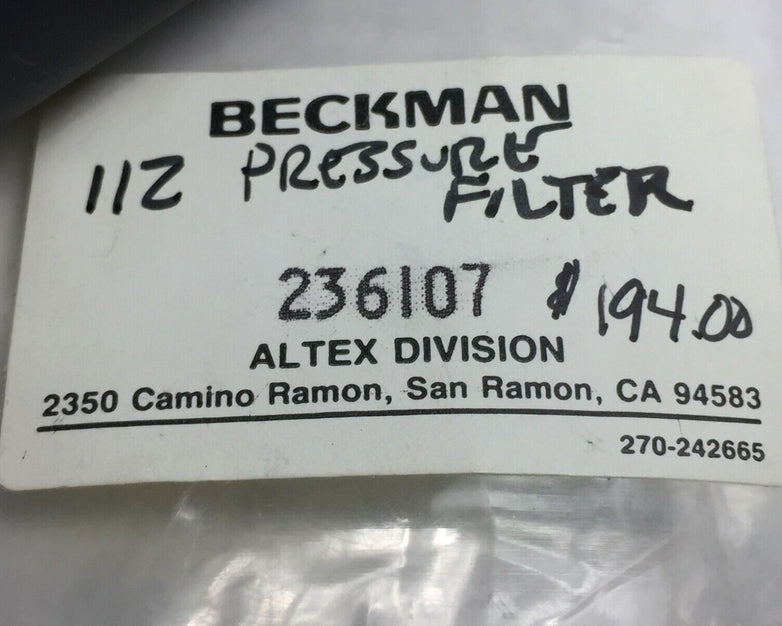 BECKMAN
112 PRESSURE
FILTER
236107 $194.00
ALTEX DIVISION
2350 Camino Ramon, San Ramon, CA 94583
270-242665